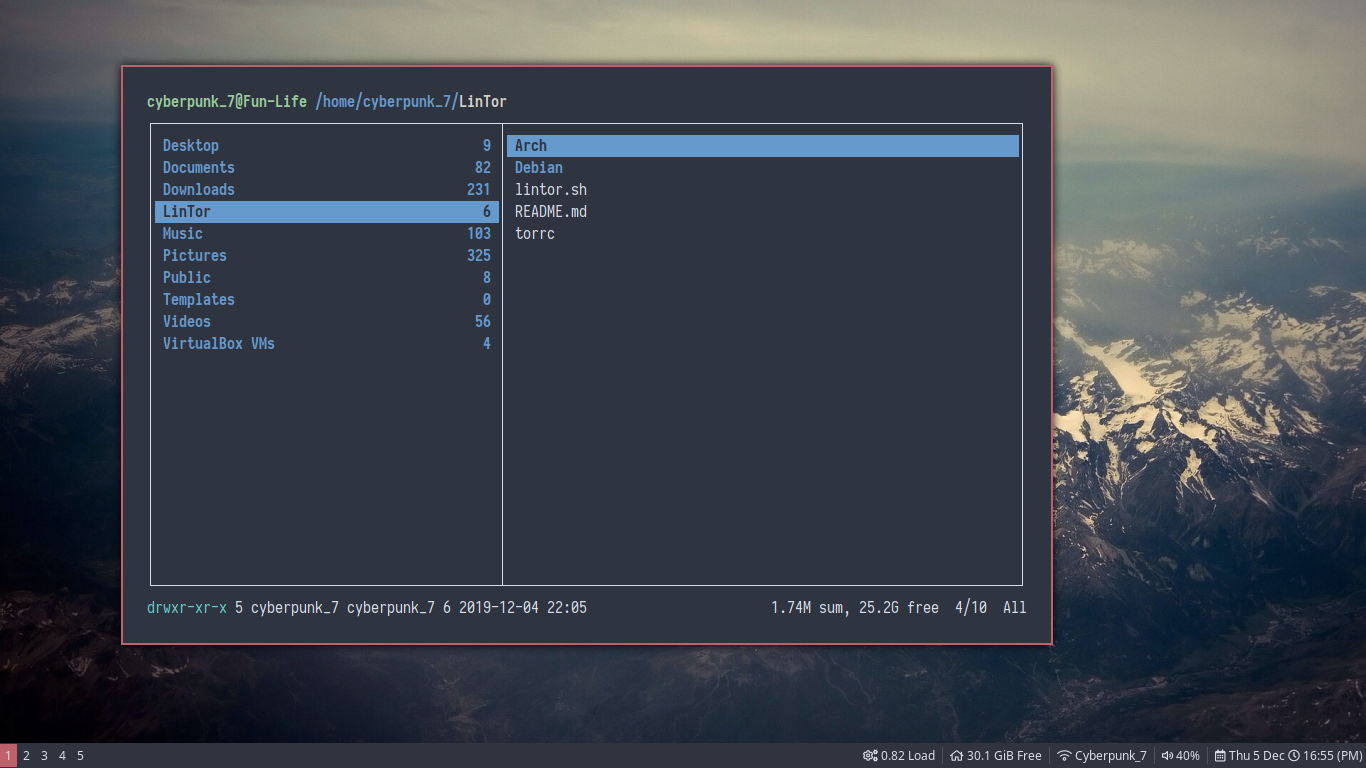 cyberpunk_7@Fun-Life /home/cyberpunk_7/LinTor
Desktop 9
Documents 82
Downloads 231
LinTor 6
Music 103
Pictures 325
Public 8
Templates 0
Videos 56
VirtualBox VMs 4
Arch
Debian
lintor.sh
README.md
torrc
drwxr-xr-x 5 cyberpunk_7 cyberpunk_7 6 2019-12-04 22:05 1.74M sum, 25.2G free 4/10 All
1 2 3 4 5 0.82 Load 30.1 GiB Free Cyberpunk_7 40% Thu 5 Dec 16:55 (PM)